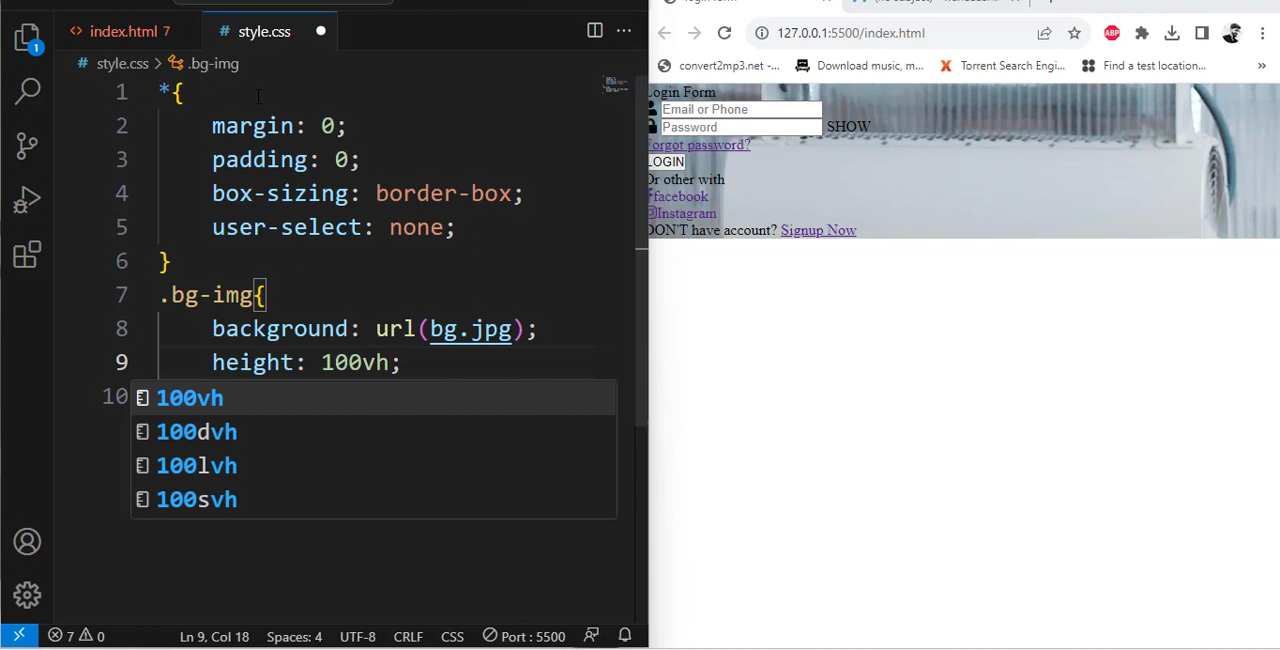 <> index.html 7
# style.css
1
# style.css > .bg-img
1 *{
2 margin: 0;
3 padding: 0;
4 box-sizing: border-box;
5 user-select: none;
6 }
7 .bg-img{
8 background: url(bg.jpg);
9 height: 100vh;
10
100vh
100dvh
100lvh
100svh
7 0
Ln 9, Col 18
Spaces: 4
UTF-8
CRLF
CSS
Port : 5500
127.0.0.1:5500/index.html
ABP
convert2mp3.net -...
Download music, m...
Torrent Search Engi...
Find a test location...
»
Login Form
Email or Phone
Password SHOW
Forgot password?
LOGIN
Or other with
facebook
Instagram
DON'T have account? Signup Now